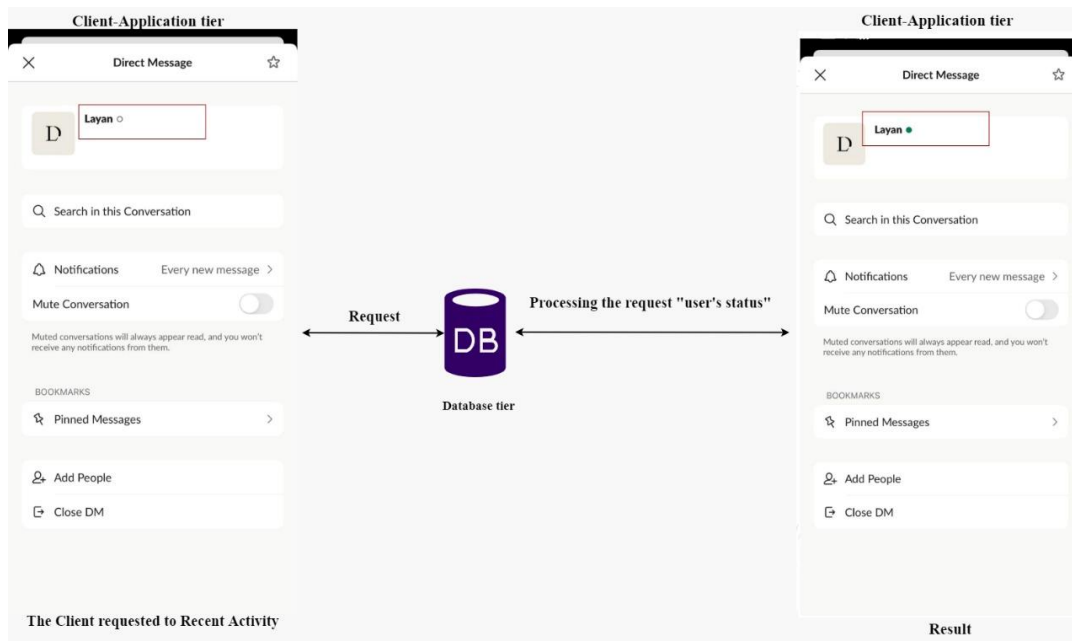 Client-Application tier
Direct Message
D
Layan
Search in this Conversation
Notifications Every new message
Mute Conversation
Muted conversations will always appear read, and you won't
receive any notifications from them.
BOOKMARKS
Pinned Messages
Add People
Close DM
The Client requested to Recent Activity
Request
DB
Database tier
Processing the request "user's status"
Client-Application tier
Direct Message
D
Layan
Search in this Conversation
Notifications Every new message
Mute Conversation
Muted conversations will always appear read, and you won't
receive any notifications from them.
BOOKMARKS
Pinned Messages
Add People
Close DM
Result